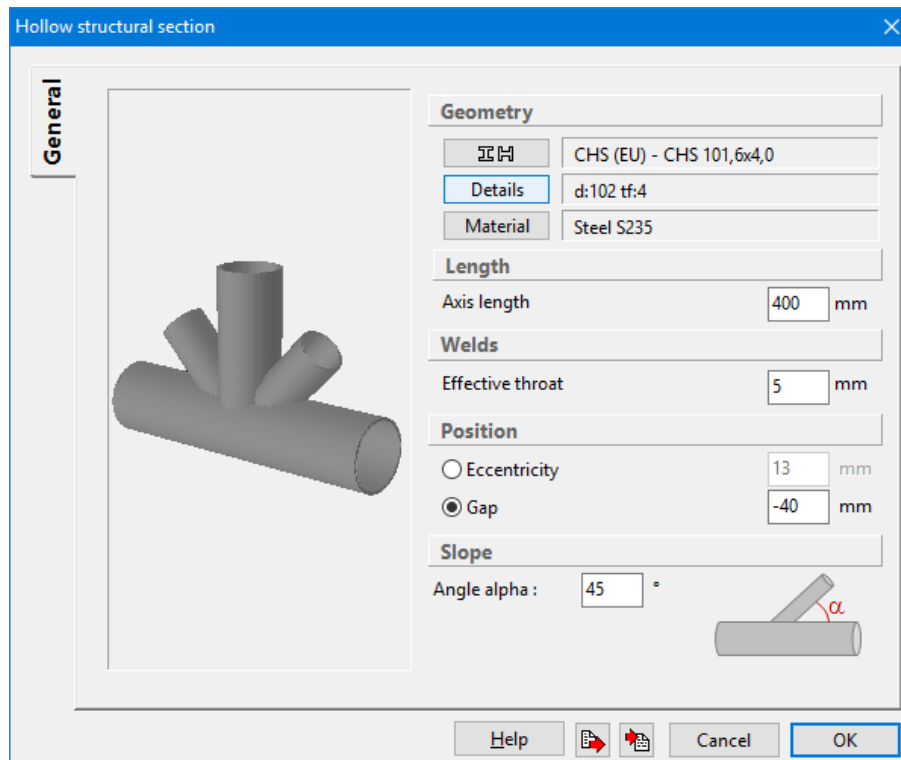 Hollow structural section
General
Geometry
CHS (EU) - CHS 101,6x4,0
Details d:102 tf:4
Material Steel S235
Length
Axis length 400 mm
Welds
Effective throat 5 mm
Position
Eccentricity 13 mm
Gap -40 mm
Slope
Angle alpha : 45 °
α
Help Cancel OK